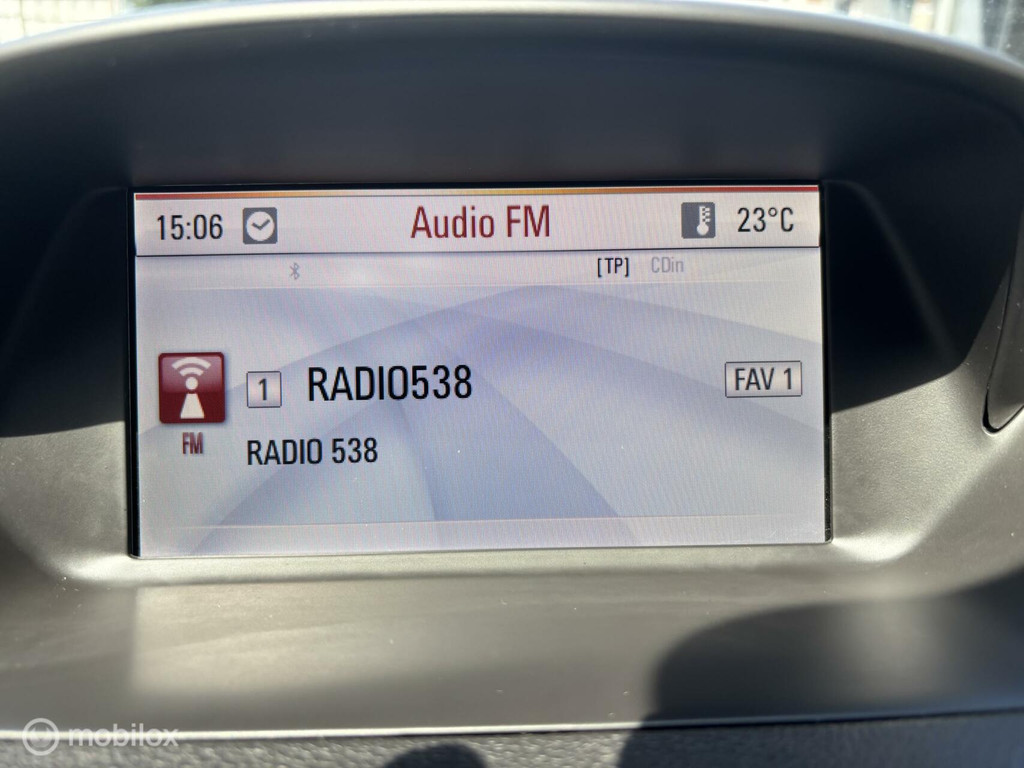 15:06 Audio FM 23°C
[TP] CDin
1 RADIO538 FAV 1
FM
RADIO 538
mobilox